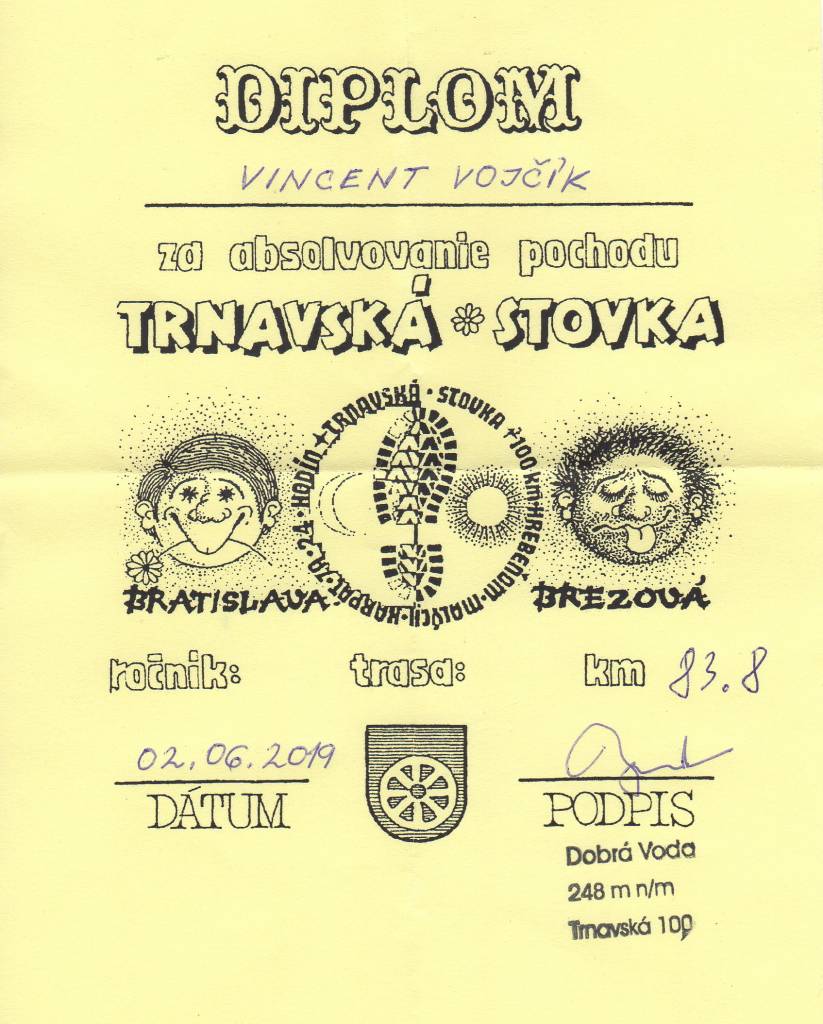 DIPLOM
VINCENT VOJČÍK
za absolvovanie pochodu
TRNAVSKÁ STOVKA
TRNAVSKÁ · STOVKA
100 km·HREBEŇOM·MALÝCH·KARPÁT·ZA·24·HODÍN
BRATISLAVA
BREZOVÁ
ročník:
trasa:
km 83.8
02.06.2019
DÁTUM
PODPIS
Dobrá Voda
248 m n/m
Trnavská 100